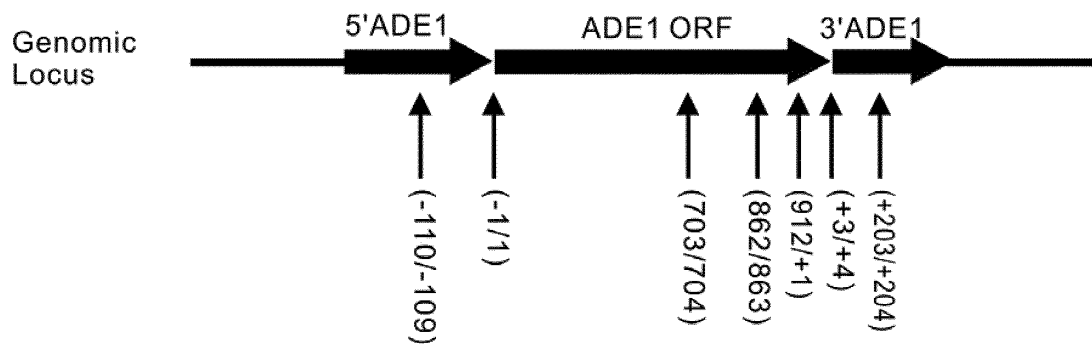 5'ADE1
ADE1 ORF
3'ADE1
Genomic
Locus
(-110/-109)
(-1/1)
(703/704)
(862/863)
(912/+1)
(+3/+4)
(+203/+204)